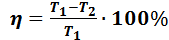 η = T₁−T₂ / T₁ · 100%